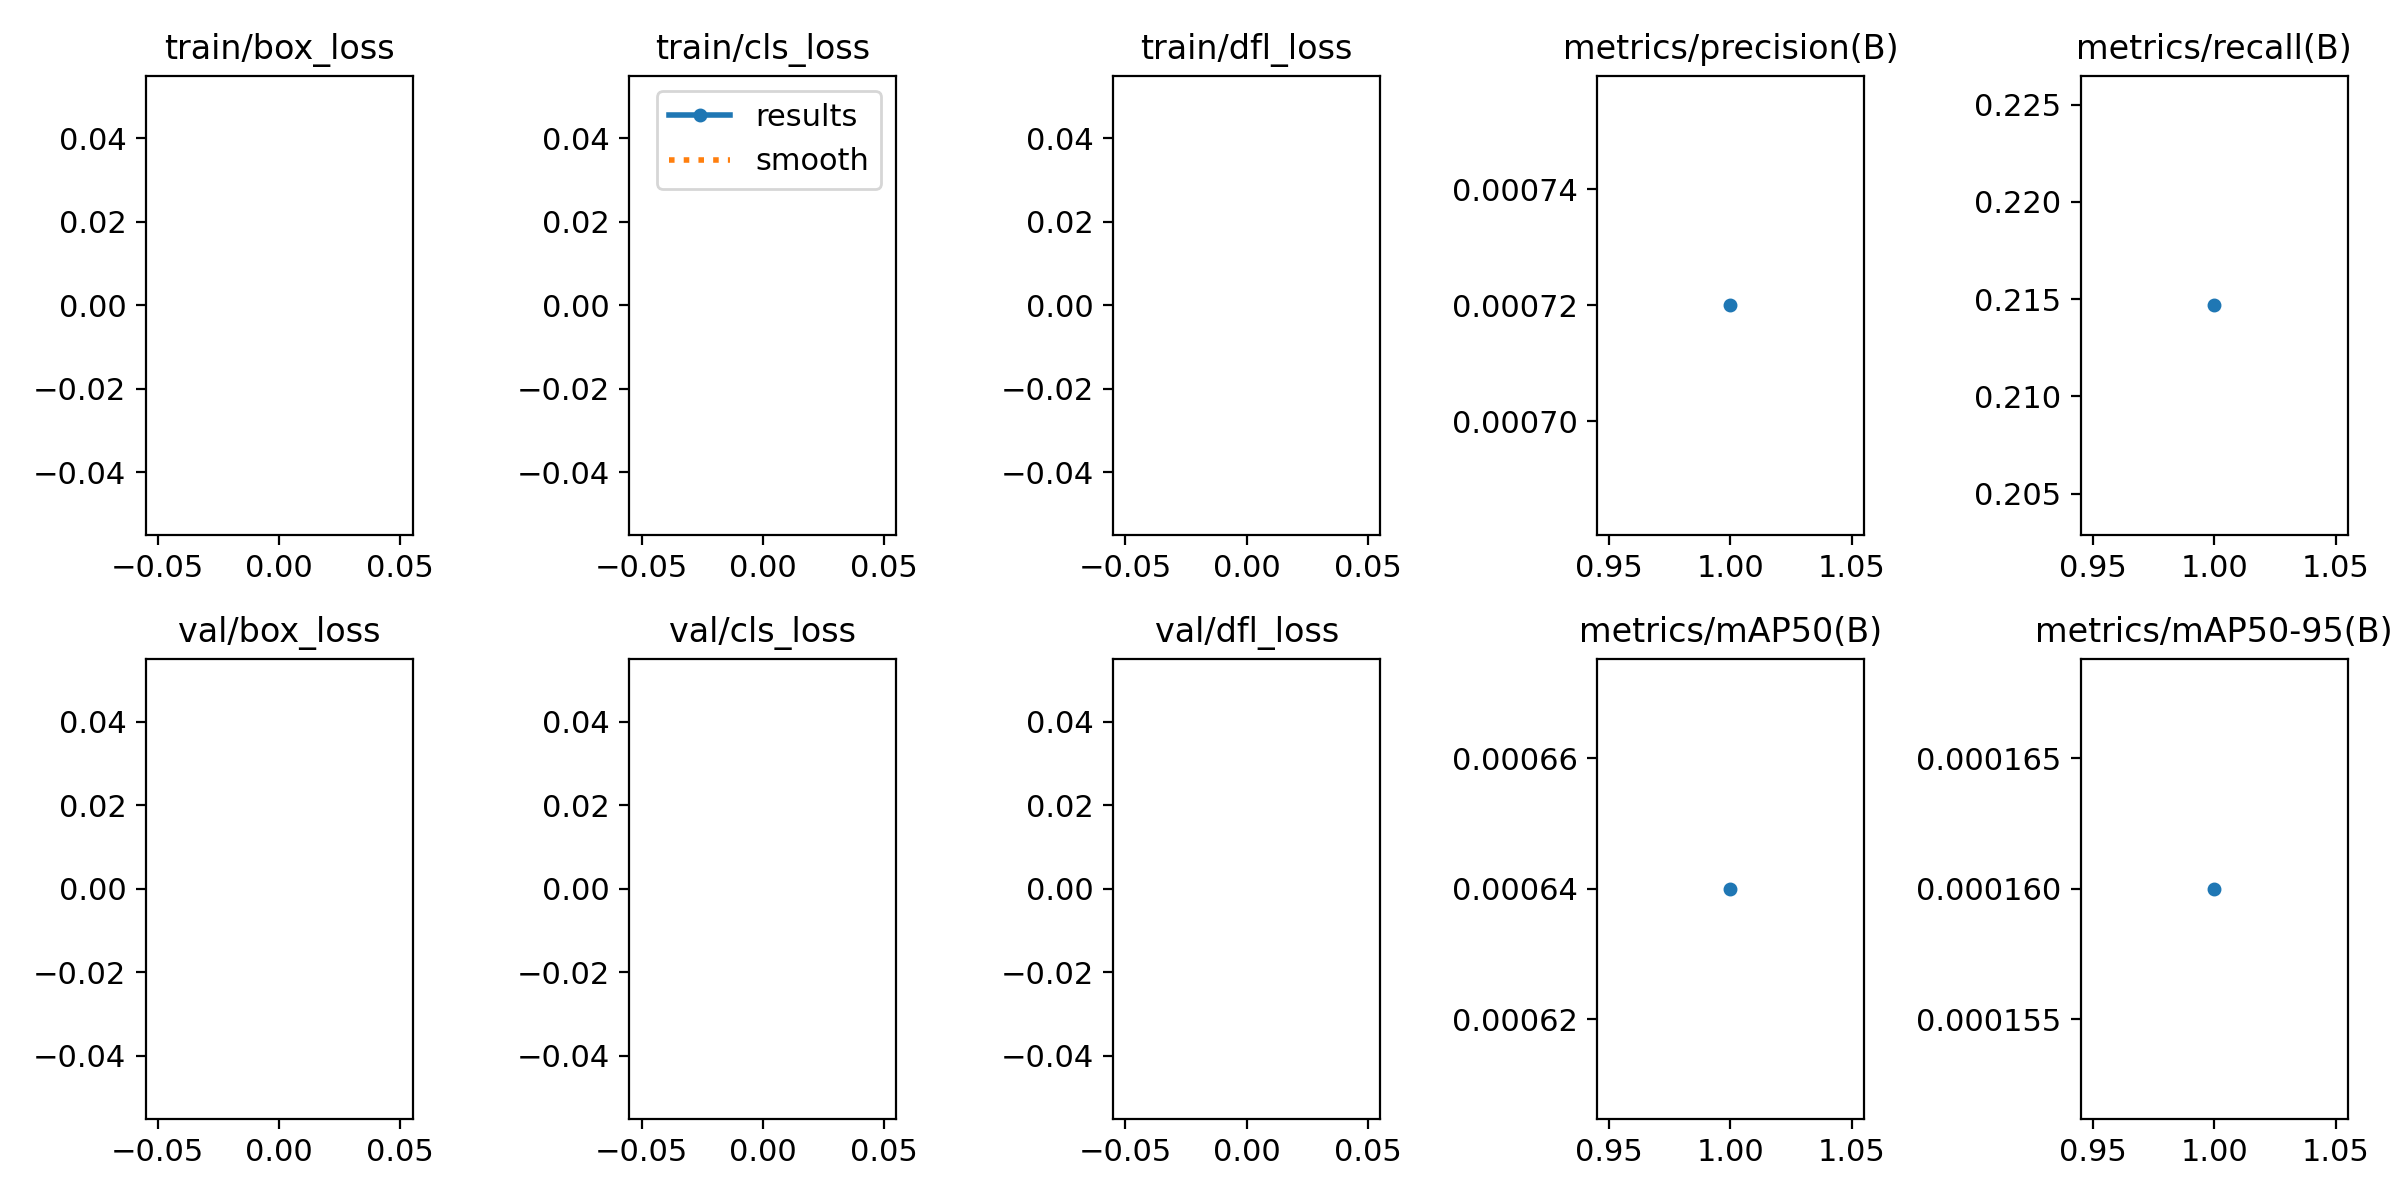 train/box_loss
train/cls_loss
train/dfl_loss
metrics/precision(B)
metrics/recall(B)
0.04
0.02
0.00
−0.02
−0.04
−0.05 0.00 0.05
results
smooth
0.04
0.02
0.00
−0.02
−0.04
−0.05 0.00 0.05
0.04
0.02
0.00
−0.02
−0.04
−0.05 0.00 0.05
0.00074
0.00072
0.00070
0.95 1.00 1.05
0.225
0.220
0.215
0.210
0.205
0.95 1.00 1.05
val/box_loss
val/cls_loss
val/dfl_loss
metrics/mAP50(B)
metrics/mAP50-95(B)
0.04
0.02
0.00
−0.02
−0.04
−0.05 0.00 0.05
0.04
0.02
0.00
−0.02
−0.04
−0.05 0.00 0.05
0.04
0.02
0.00
−0.02
−0.04
−0.05 0.00 0.05
0.00066
0.00064
0.00062
0.95 1.00 1.05
0.000165
0.000160
0.000155
0.95 1.00 1.05